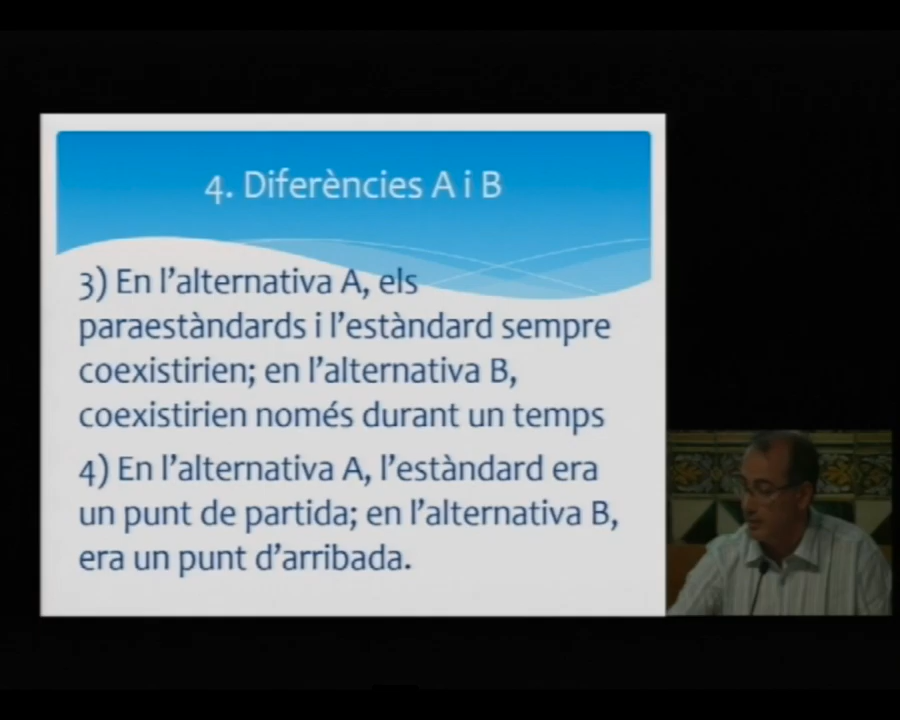 4. Diferències A i B
3) En l’alternativa A, els
paraestàndards i l’estàndard sempre
coexistirien; en l’alternativa B,
coexistirien només durant un temps
4) En l’alternativa A, l’estàndard era
un punt de partida; en l’alternativa B,
era un punt d’arribada.